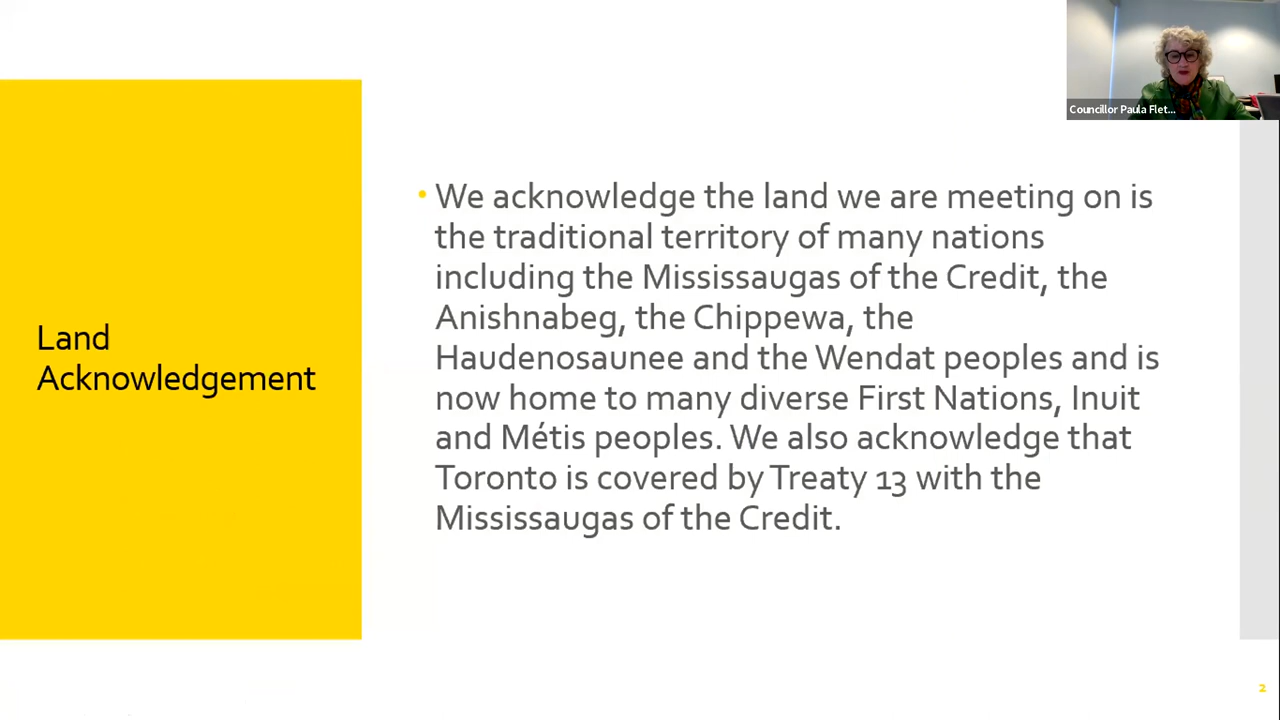 Councillor Paula Flet...
Land
Acknowledgement
• We acknowledge the land we are meeting on is
the traditional territory of many nations
including the Mississaugas of the Credit, the
Anishnabeg, the Chippewa, the
Haudenosaunee and the Wendat peoples and is
now home to many diverse First Nations, Inuit
and Métis peoples. We also acknowledge that
Toronto is covered by Treaty 13 with the
Mississaugas of the Credit.
2